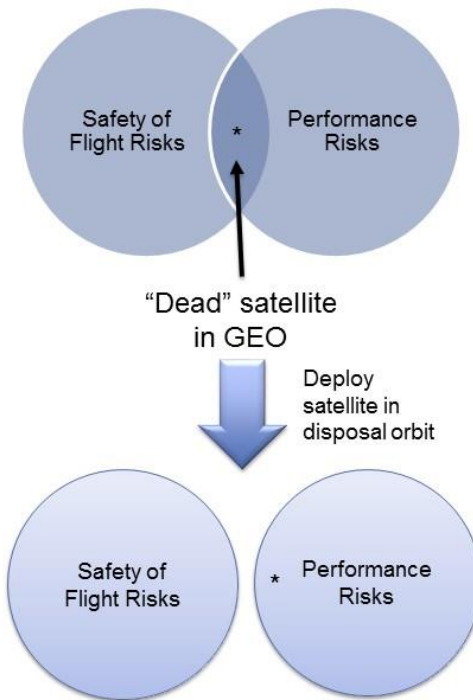 Safety of
Flight Risks
*
Performance
Risks
“Dead” satellite
in GEO
Deploy
satellite in
disposal orbit
Safety of
Flight Risks
*
Performance
Risks